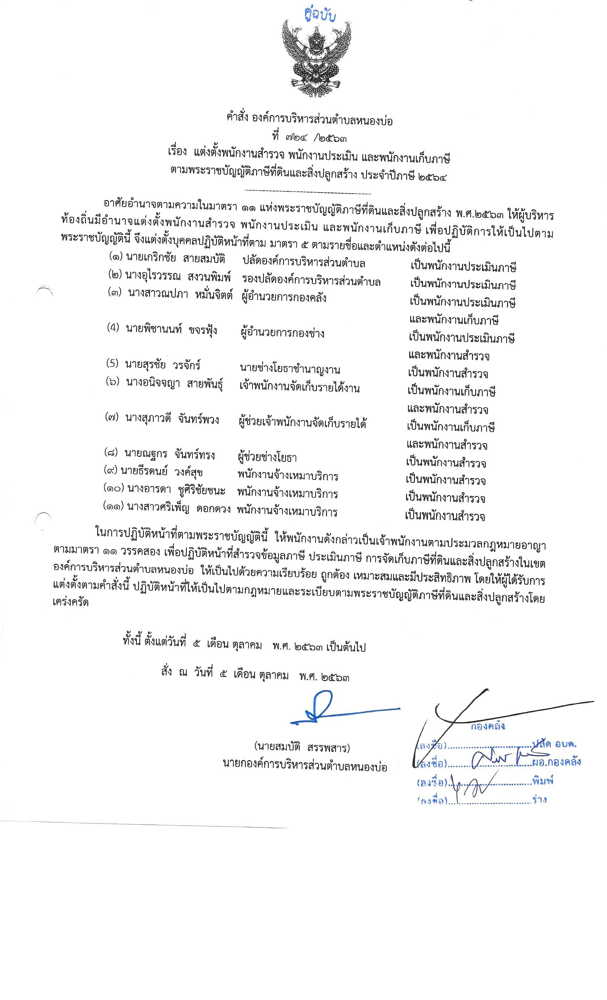 คู่ฉบับ
คำสั่ง องค์การบริหารส่วนตำบลหนองบ่อ
ที่ ๗๒๔ /๒๕๖๓
เรื่อง แต่งตั้งพนักงานสำรวจ พนักงานประเมิน และพนักงานเก็บภาษี
ตามพระราชบัญญัติภาษีที่ดินและสิ่งปลูกสร้าง ประจำปีภาษี ๒๕๖๔
-------------------------------------
อาศัยอำนาจตามความในมาตรา ๑๑ แห่งพระราชบัญญัติภาษีที่ดินและสิ่งปลูกสร้าง พ.ศ.๒๕๖๓ ให้ผู้บริหาร
ท้องถิ่นมีอำนาจแต่งตั้งพนักงานสำรวจ พนักงานประเมิน และพนักงานเก็บภาษี เพื่อปฏิบัติการให้เป็นไปตาม
พระราชบัญญัตินี้ จึงแต่งตั้งบุคคลปฏิบัติหน้าที่ตาม มาตรา ๕ ตามรายชื่อและตำแหน่งดังต่อไปนี้
(๑) นายเกริกชัย สายสมบัติ ปลัดองค์การบริหารส่วนตำบล เป็นพนักงานประเมินภาษี
(๒) นางอุไรวรรณ สงวนพิมพ์ รองปลัดองค์การบริหารส่วนตำบล เป็นพนักงานประเมินภาษี
(๓) นางสาวณปภา หมั่นจิตต์ ผู้อำนวยการกองคลัง เป็นพนักงานประเมินภาษี
และพนักงานเก็บภาษี
(4) นายพิชานนท์ ขจรฟุ้ง ผู้อำนวยการกองช่าง เป็นพนักงานประเมินภาษี
และพนักงานสำรวจ
(5) นายสุรชัย วรจักร์ นายช่างโยธาชำนาญงาน เป็นพนักงานสำรวจ
(๖) นางอนิจจญา สายพันธุ์ เจ้าพนักงานจัดเก็บรายได้งาน เป็นพนักงานเก็บภาษี
และพนักงานสำรวจ
(๗) นางสุภาวดี จันทร์พวง ผู้ช่วยเจ้าพนักงานจัดเก็บรายได้ เป็นพนักงานเก็บภาษี
และพนักงานสำรวจ
(๘) นายณฐกร จันทร์ทรง ผู้ช่วยช่างโยธา เป็นพนักงานสำรวจ
(๙) นายธีรดนย์ วงค์สุข พนักงานจ้างเหมาบริการ เป็นพนักงานสำรวจ
(๑๐) นางอารดา ชูศิริชัยชนะ พนักงานจ้างเหมาบริการ เป็นพนักงานสำรวจ
(๑๑) นางสาวศริเพ็ญ ดอกดวง พนักงานจ้างเหมาบริการ เป็นพนักงานสำรวจ
ในการปฏิบัติหน้าที่ตามพระราชบัญญัตินี้ ให้พนักงานดังกล่าวเป็นเจ้าพนักงานตามประมวลกฎหมายอาญา
ตามมาตรา ๑๑ วรรคสอง เพื่อปฏิบัติหน้าที่สำรวจข้อมูลภาษี ประเมินภาษี การจัดเก็บภาษีที่ดินและสิ่งปลูกสร้างในเขต
องค์การบริหารส่วนตำบลหนองบ่อ ให้เป็นไปด้วยความเรียบร้อย ถูกต้อง เหมาะสมและมีประสิทธิภาพ โดยให้ผู้ได้รับการ
แต่งตั้งตามคำสั่งนี้ ปฏิบัติหน้าที่ให้เป็นไปตามกฎหมายและระเบียบตามพระราชบัญญัติภาษีที่ดินและสิ่งปลูกสร้างโดย
เคร่งครัด
ทั้งนี้ ตั้งแต่วันที่ ๕ เดือน ตุลาคม พ.ศ. ๒๕๖๓ เป็นต้นไป
สั่ง ณ วันที่ ๕ เดือน ตุลาคม พ.ศ. ๒๕๖๓
(นายสมบัติ สรรพสาร)
นายกองค์การบริหารส่วนตำบลหนองบ่อ
กองคลัง
(ลงชื่อ)....................................ปลัด อบต.
(ลงชื่อ)....................................ผอ.กองคลัง
(ลงชื่อ)....................................พิมพ์
(ลงชื่อ)....................................ร่าง